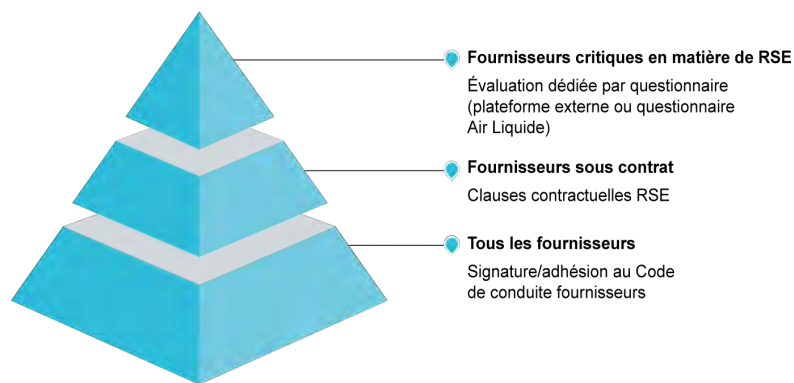 Fournisseurs critiques en matière de RSE
Évaluation dédiée par questionnaire
(plateforme externe ou questionnaire
Air Liquide)
Fournisseurs sous contrat
Clauses contractuelles RSE
Tous les fournisseurs
Signature/adhésion au Code
de conduite fournisseurs